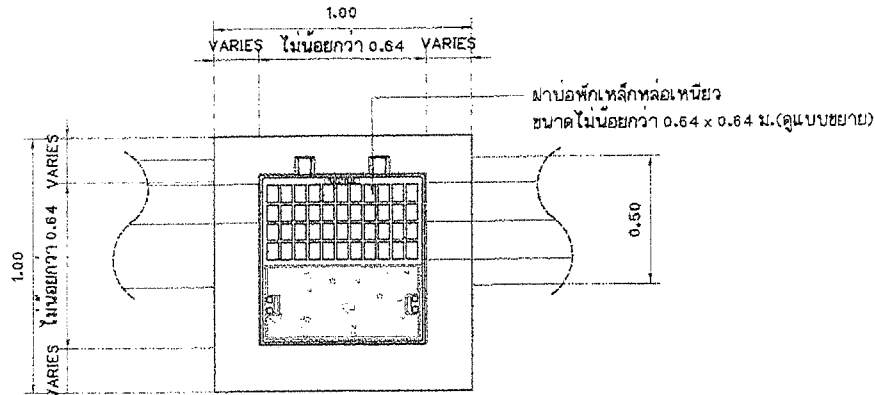 1.00
VARIES ไม่น้อยกว่า 0.64 VARIES
ฝาบ่อพักเหล็กหล่อเหนียว
ขนาดไม่น้อยกว่า 0.64 x 0.64 ม.(ดูแบบขยาย)
VARIES
ไม่น้อยกว่า 0.64
VARIES
1.00
0.50